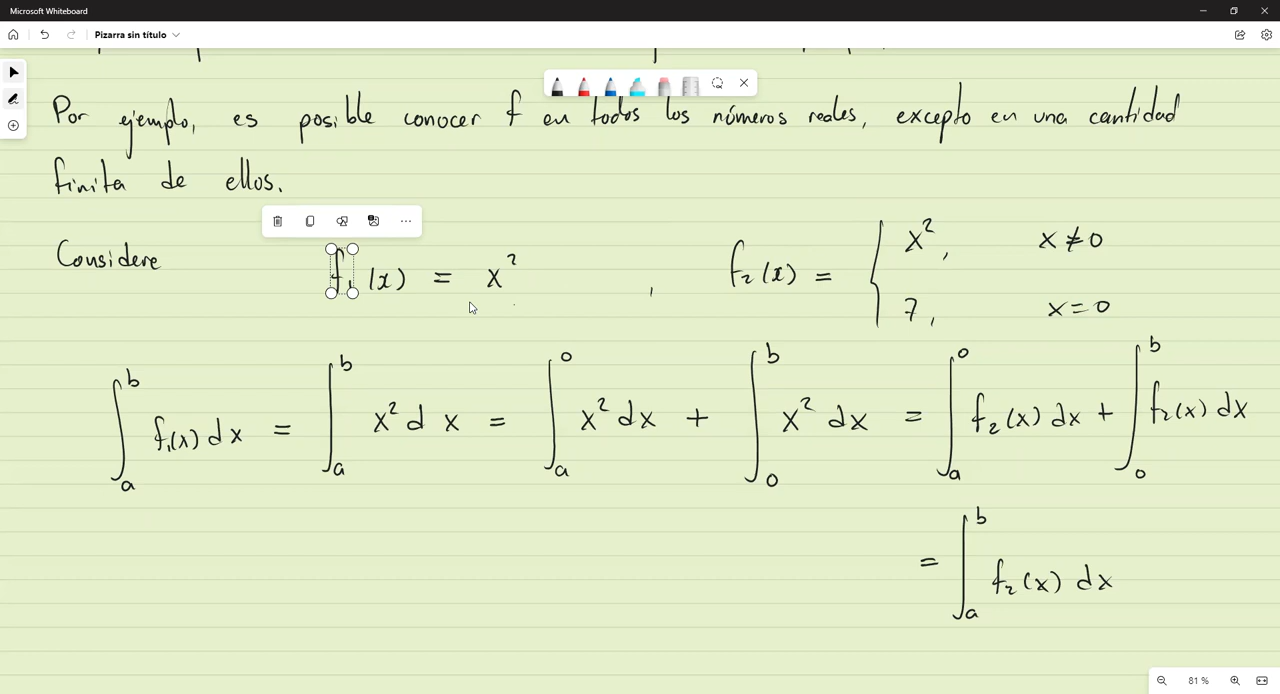 Microsoft Whiteboard
Pizarra sin título
Por ejemplo, es posible conocer f en todos los números reales, excepto en una cantidad
finita de ellos.
Considere f₁(x) = x² , f₂(x) = { x², x ≠ 0
7, x = 0
∫ₐᵇ f₁(x) dx = ∫ₐᵇ x² dx = ∫ₐ⁰ x² dx + ∫₀ᵇ x² dx = ∫ₐ⁰ f₂(x) dx + ∫₀ᵇ f₂(x) dx
= ∫ₐᵇ f₂(x) dx
81 %